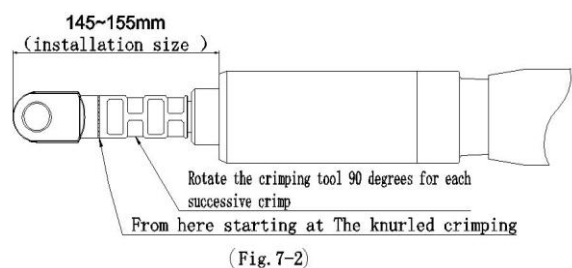 145~155mm
(installation size )
Rotate the crimping tool 90 degrees for each
successive crimp
From here starting at The knurled crimping
(Fig. 7-2)